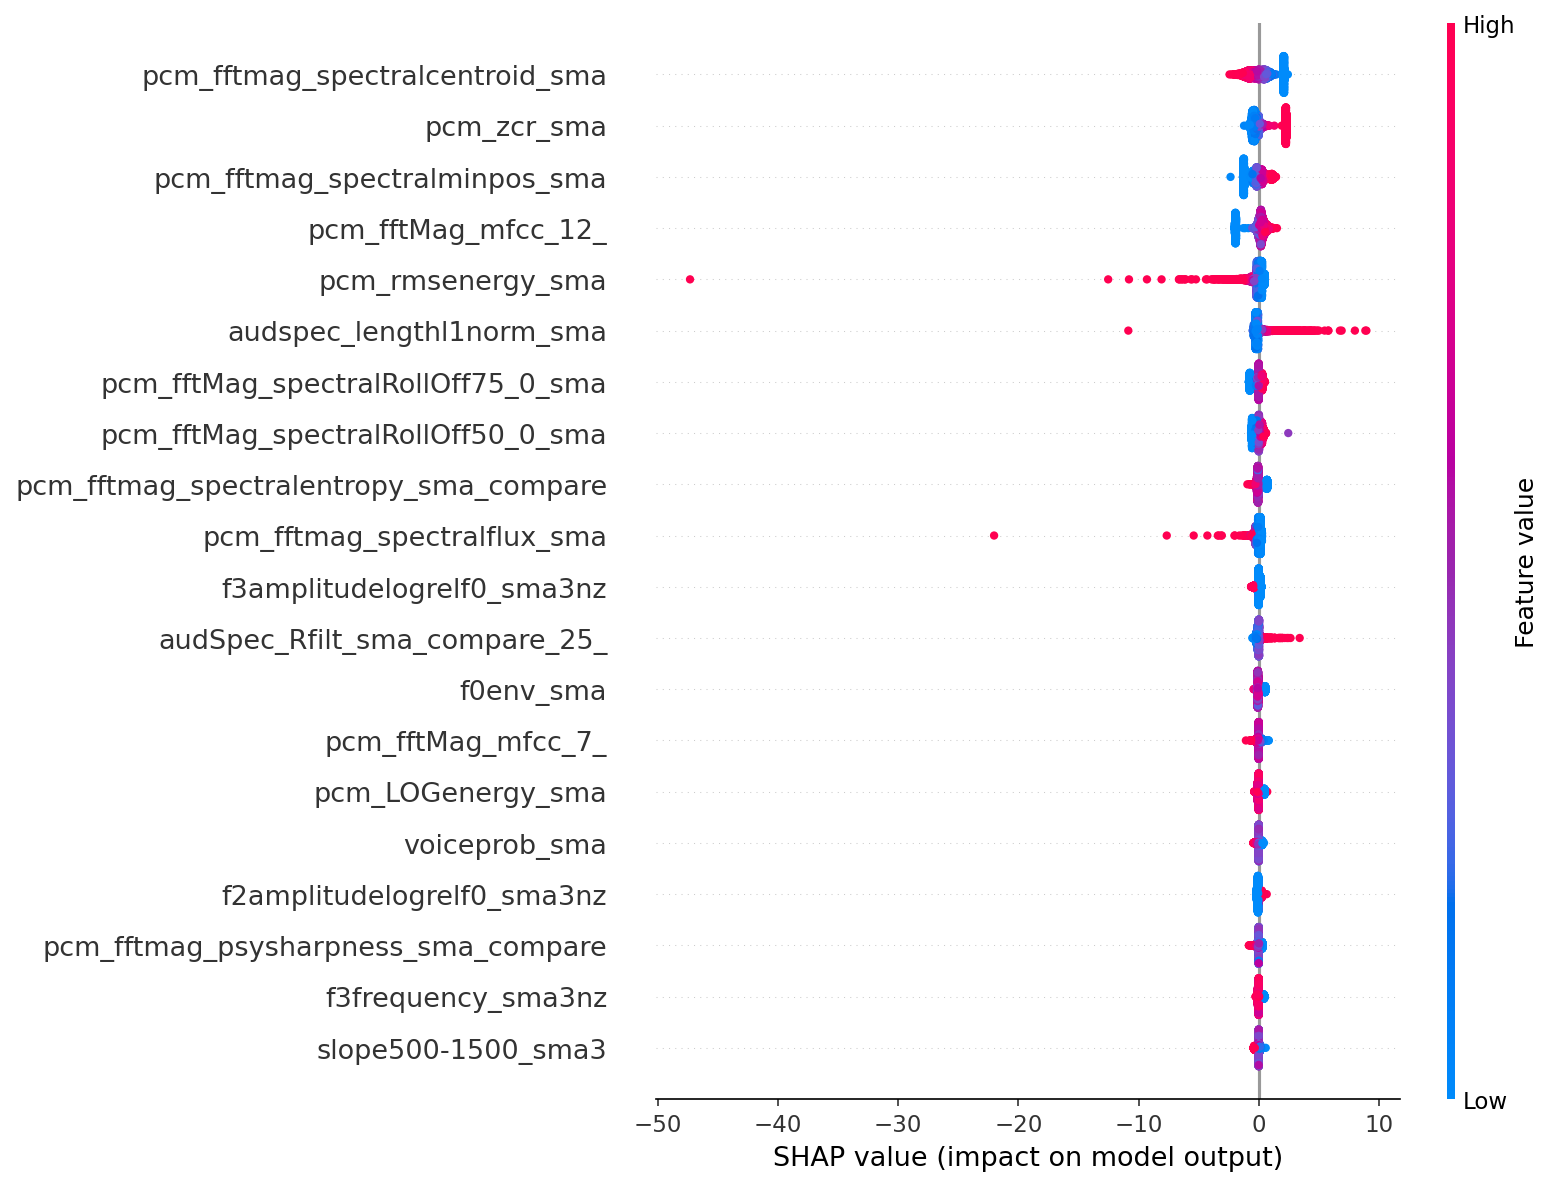 High
pcm_fftmag_spectralcentroid_sma
pcm_zcr_sma
pcm_fftmag_spectralminpos_sma
pcm_fftMag_mfcc_12_
pcm_rmsenergy_sma
audspec_lengthl1norm_sma
pcm_fftMag_spectralRollOff75_0_sma
pcm_fftMag_spectralRollOff50_0_sma
pcm_fftmag_spectralentropy_sma_compare
pcm_fftmag_spectralflux_sma
f3amplitudelogrelf0_sma3nz
audSpec_Rfilt_sma_compare_25_
f0env_sma
pcm_fftMag_mfcc_7_
pcm_LOGenergy_sma
voiceprob_sma
f2amplitudelogrelf0_sma3nz
pcm_fftmag_psysharpness_sma_compare
f3frequency_sma3nz
slope500-1500_sma3
Feature value
Low
−50 −40 −30 −20 −10 0 10
SHAP value (impact on model output)